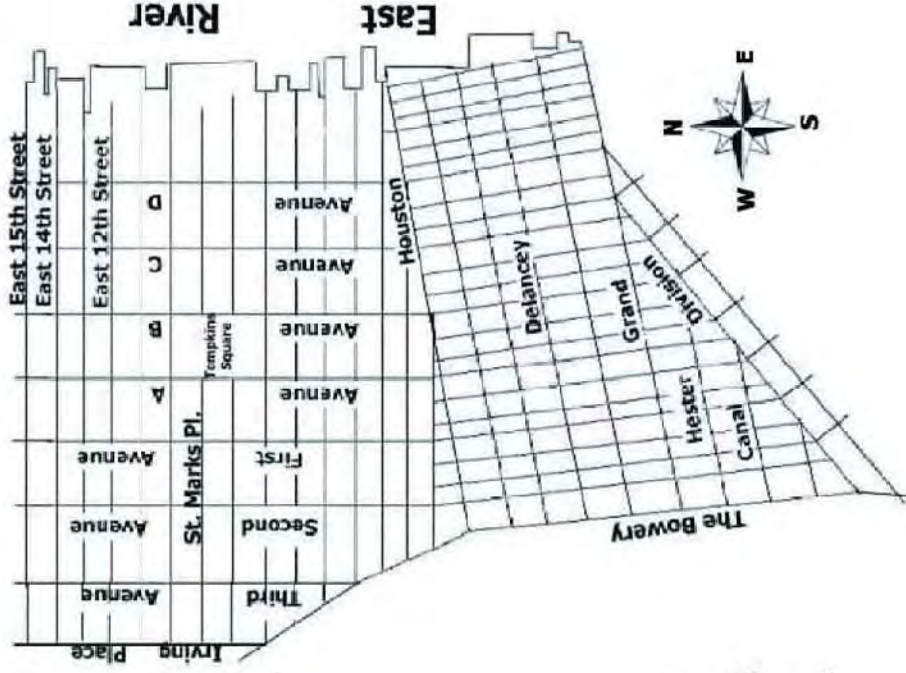 East River
East 15th Street
East 14th Street
East 12th Street
Avenue D
Avenue C
Avenue B
Avenue A
First Avenue
Second Avenue
Third Avenue
Irving Place
St. Marks Pl.
Tompkins
Square
Houston
Delancey
Grand
Division
Hester
Canal
The Bowery
N
E
S
W